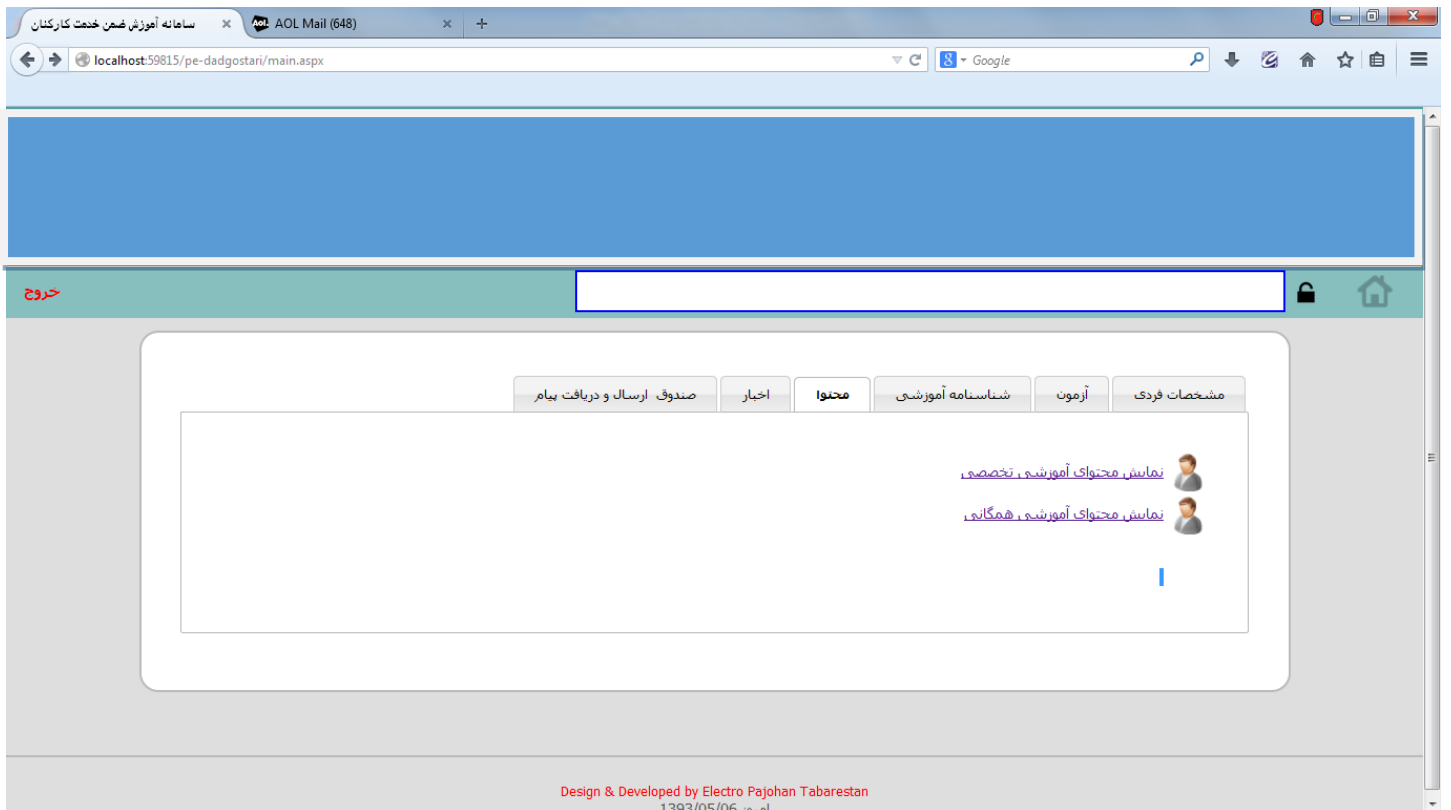 سامانه آموزش ضمن خدمت کارکنان
AOL Mail (648)
localhost:59815/pe-dadgostari/main.aspx
Google
خروج
مشخصات فردی
آزمون
شناسنامه آموزشی
محتوا
اخبار
صندوق ارسال و دریافت پیام
نمایش محتوای آموزشی تخصصی
نمایش محتوای آموزشی همگانی
Design & Developed by Electro Pajohan Tabarestan
امروز 1393/05/06